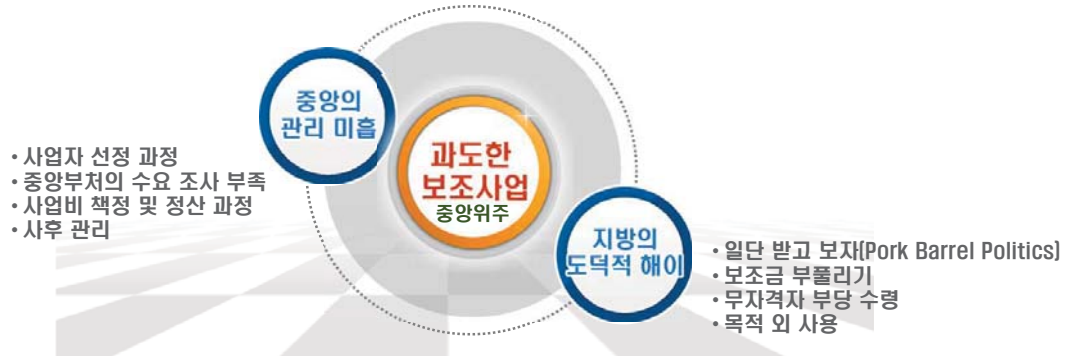 중앙의
관리 미흡
• 사업자 선정 과정
• 중앙부처의 수요 조사 부족
• 사업비 책정 및 정산 과정
• 사후 관리
과도한
보조사업
중앙위주
지방의
도덕적 해이
• 일단 받고 보자(Pork Barrel Politics)
• 보조금 부풀리기
• 무자격자 부당 수령
• 목적 외 사용